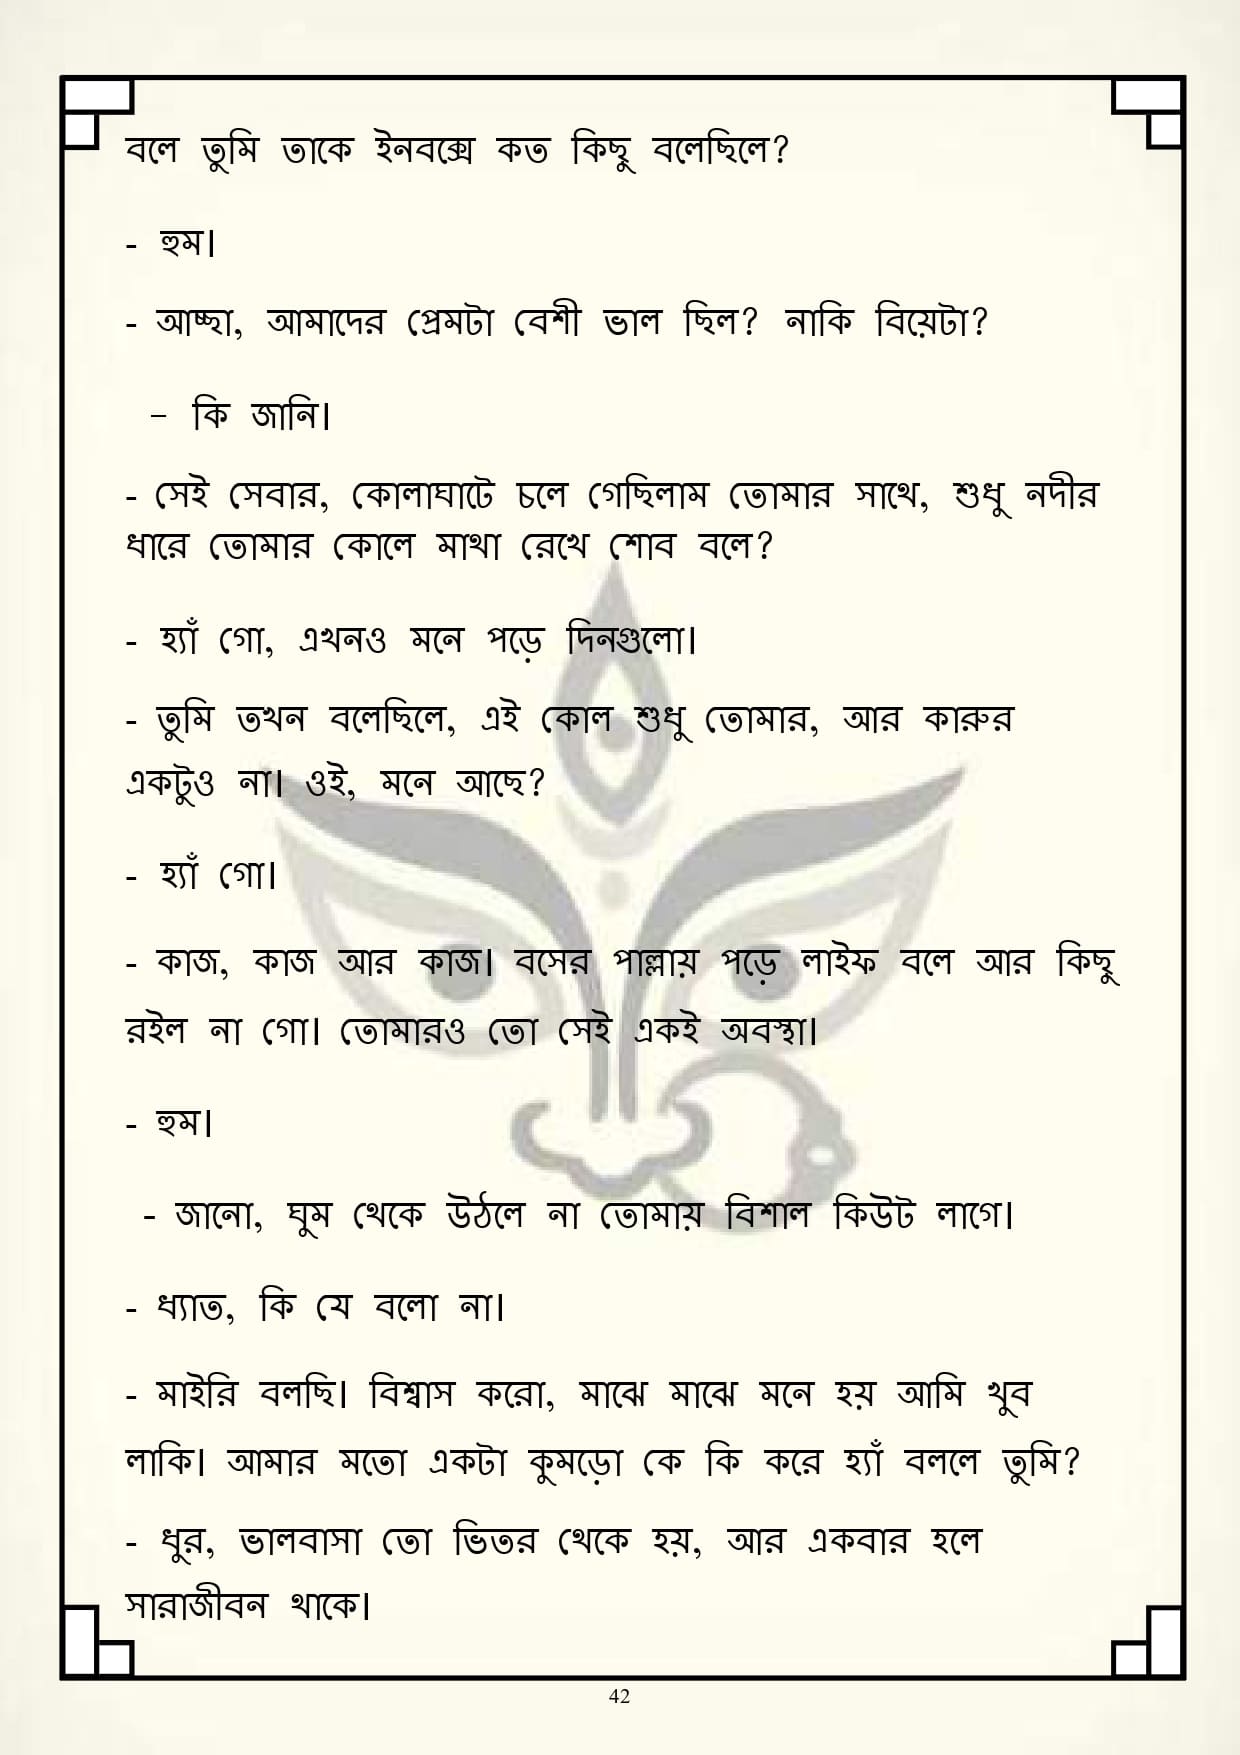 বলে তুমি তাকে ইনবক্সে কত কিছু বলেছিলে?
- হুম।
- আচ্ছা, আমাদের প্রেমটা বেশী ভাল ছিল? নাকি বিয়েটা?
– কি জানি।
- সেই সেবার, কোলাঘাটে চলে গেছিলাম তোমার সাথে, শুধু নদীর
ধারে তোমার কোলে মাথা রেখে শোব বলে?
- হ্যাঁ গো, এখনও মনে পড়ে দিনগুলো।
- তুমি তখন বলেছিলে, এই কোল শুধু তোমার, আর কারুর
একটুও না। ওই, মনে আছে?
- হ্যাঁ গো।
- কাজ, কাজ আর কাজ। বসের পাল্লায় পড়ে লাইফ বলে আর কিছু
রইল না গো। তোমারও তো সেই একই অবস্থা।
- হুম।
- জানো, ঘুম থেকে উঠলে না তোমায় বিশাল কিউট লাগে।
- ধ্যাত, কি যে বলো না।
- মাইরি বলছি। বিশ্বাস করো, মাঝে মাঝে মনে হয় আমি খুব
লাকি। আমার মতো একটা কুমড়ো কে কি করে হ্যাঁ বললে তুমি?
- ধুর, ভালবাসা তো ভিতর থেকে হয়, আর একবার হলে
সারাজীবন থাকে।
42